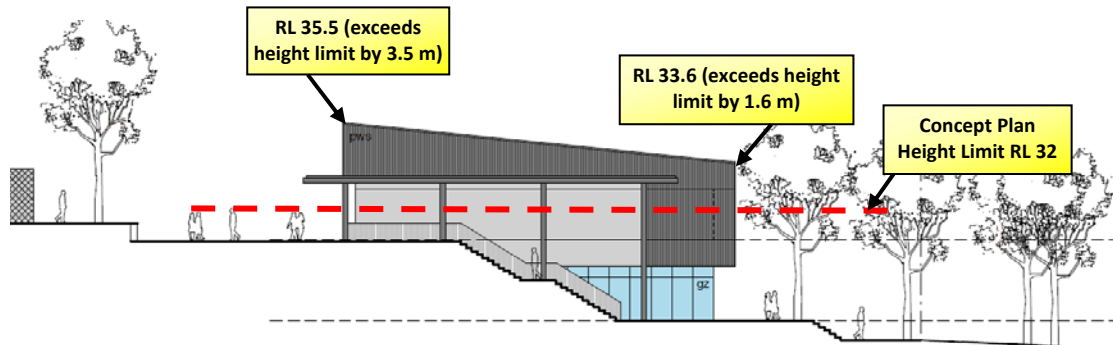 RL 35.5 (exceeds
height limit by 3.5 m)
RL 33.6 (exceeds height
limit by 1.6 m)
Concept Plan
Height Limit RL 32
pws
gz